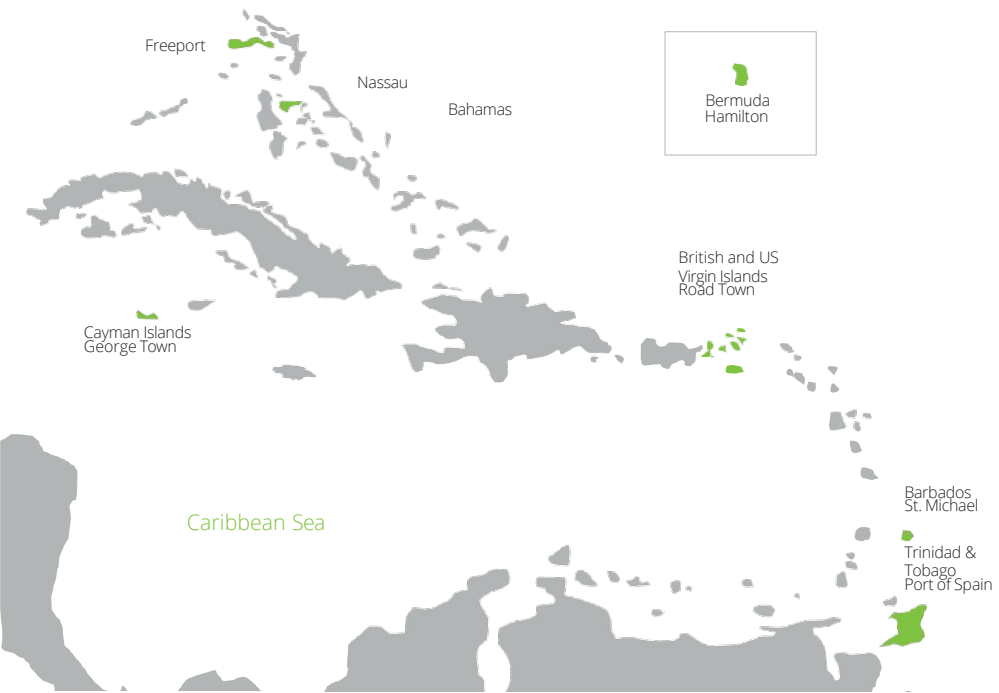 Freeport
Nassau
Bahamas
Bermuda
Hamilton
British and US
Virgin Islands
Road Town
Cayman Islands
George Town
Barbados
St. Michael
Caribbean Sea
Trinidad &
Tobago
Port of Spain